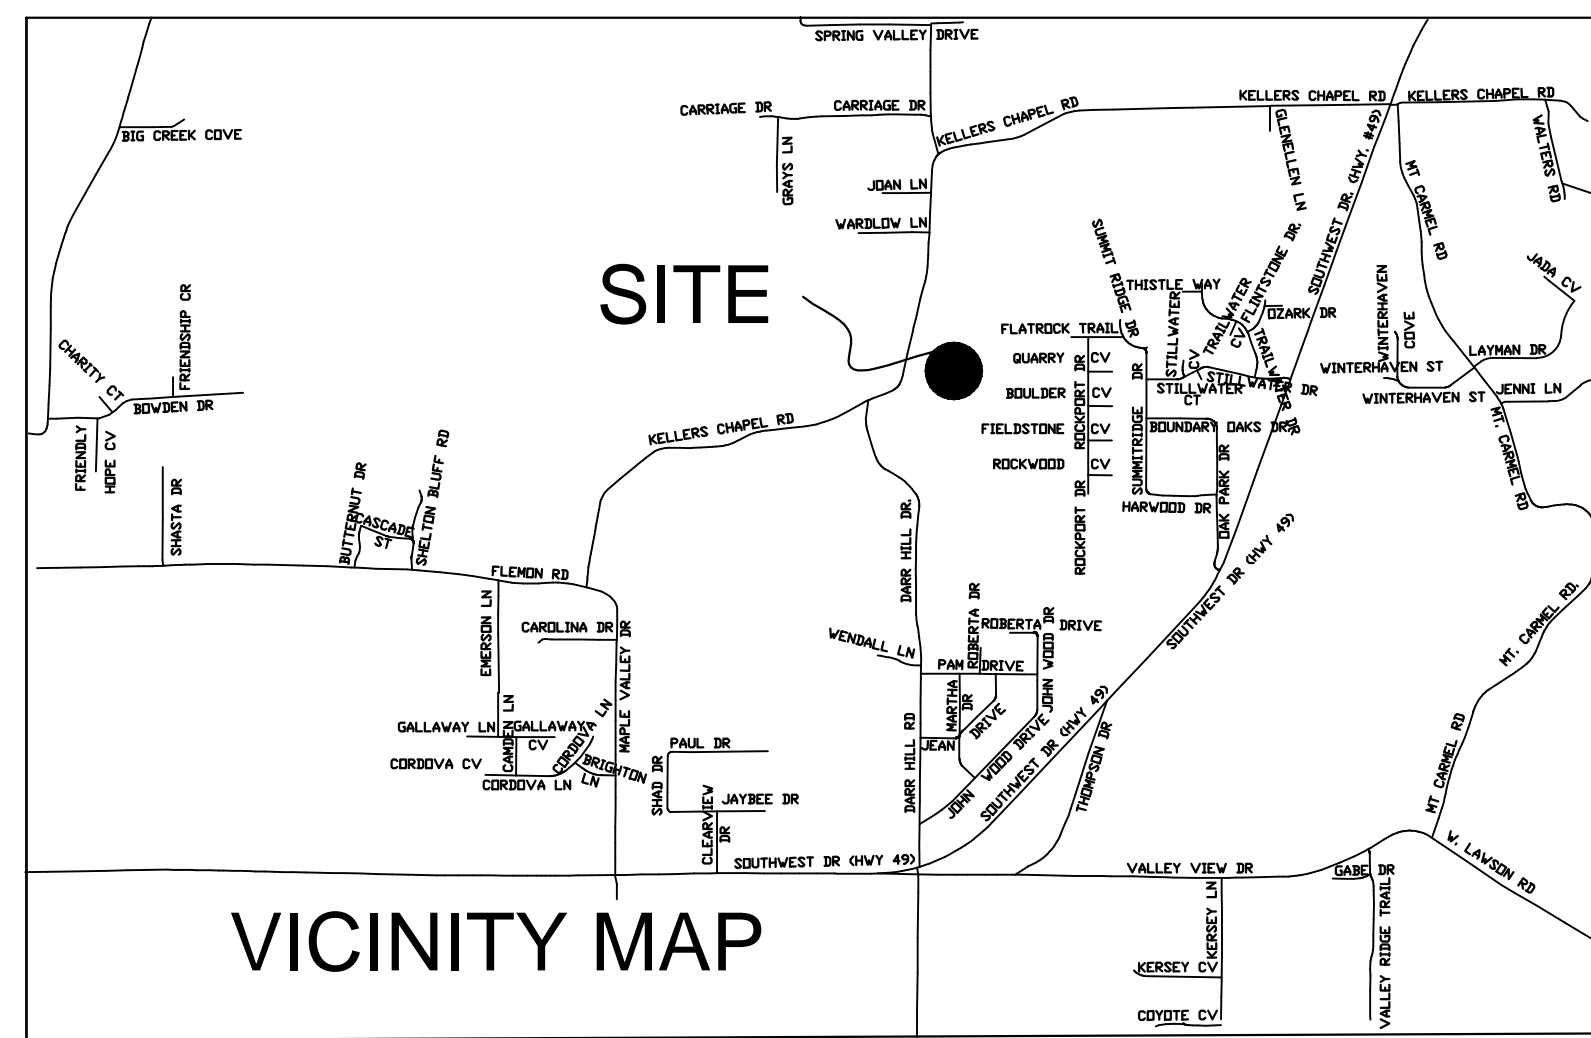 SPRING VALLEY DRIVE
CARRIAGE DR
CARRIAGE DR
KELLERS CHAPEL RD
KELLERS CHAPEL RD
KELLERS CHAPEL RD
BIG CREEK COVE
GRAYS LN
GLENELLEN LN
SOUTHWEST DR. (HWY. #49)
WALTERS RD
JOAN LN
MT CARMEL RD
WARDLOW LN
SUMMIT RIDGE DR
SITE
THISTLE WAY
STILLWATER
CV
TRAILWATER
CV
FLINTSTONE DR.
OZARK DR
TRAILWATER DR
JADA CV
WINTERHAVEN
COVE
FRIENDSHIP CR
FLATROCK TRAIL
QUARRY CV
BOULDER CV
FIELDSTONE CV
ROCKWOOD CV
ROCKPORT DR
ROCKPORT DR
SUMMITRIDGE DR
STILLWATER DR
STILLWATER
CT
LAYMAN DR
WINTERHAVEN ST
WINTERHAVEN ST
JENNI LN
CHARITY CT
BOWDEN DR
KELLERS CHAPEL RD
BOUNDARY OAKS DR
OAK PARK DR
HARWOOD DR
MT. CARMEL RD
FRIENDLY
HOPE CV
SHASTA DR
BUTTERNUT DR
CASCADE
ST
SHELTON BLUFF RD
FLEMON RD
DARR HILL DR.
SOUTHWEST DR (HWY 49)
EMERSON LN
CAROLINA DR
MAPLE VALLEY DR
WENDALL LN
ROBERTA DR
ROBERTA DRIVE
PAM DRIVE
JOHN WOOD DR
MARTHA
DR
JEAN DRIVE
MT. CARMEL RD.
GALLAWAY LN
GALLAWAY
CV
CAMDEN LN
CORDOVA LN
CORDOVA CV
CORDOVA LN
BRIGHTON
LN
PAUL DR
SHAD DR
JAYBEE DR
CLEARVIEW
DR
DARR HILL RD
JOHN WOOD DRIVE
SOUTHWEST DR (HWY 49)
THOMPSON DR
MT CARMEL RD
SOUTHWEST DR (HWY 49)
VALLEY VIEW DR
GABE DR
W. LAWSON RD
VICINITY MAP
KERSEY LN
KERSEY CV
COYOTE CV
VALLEY RIDGE TRAIL